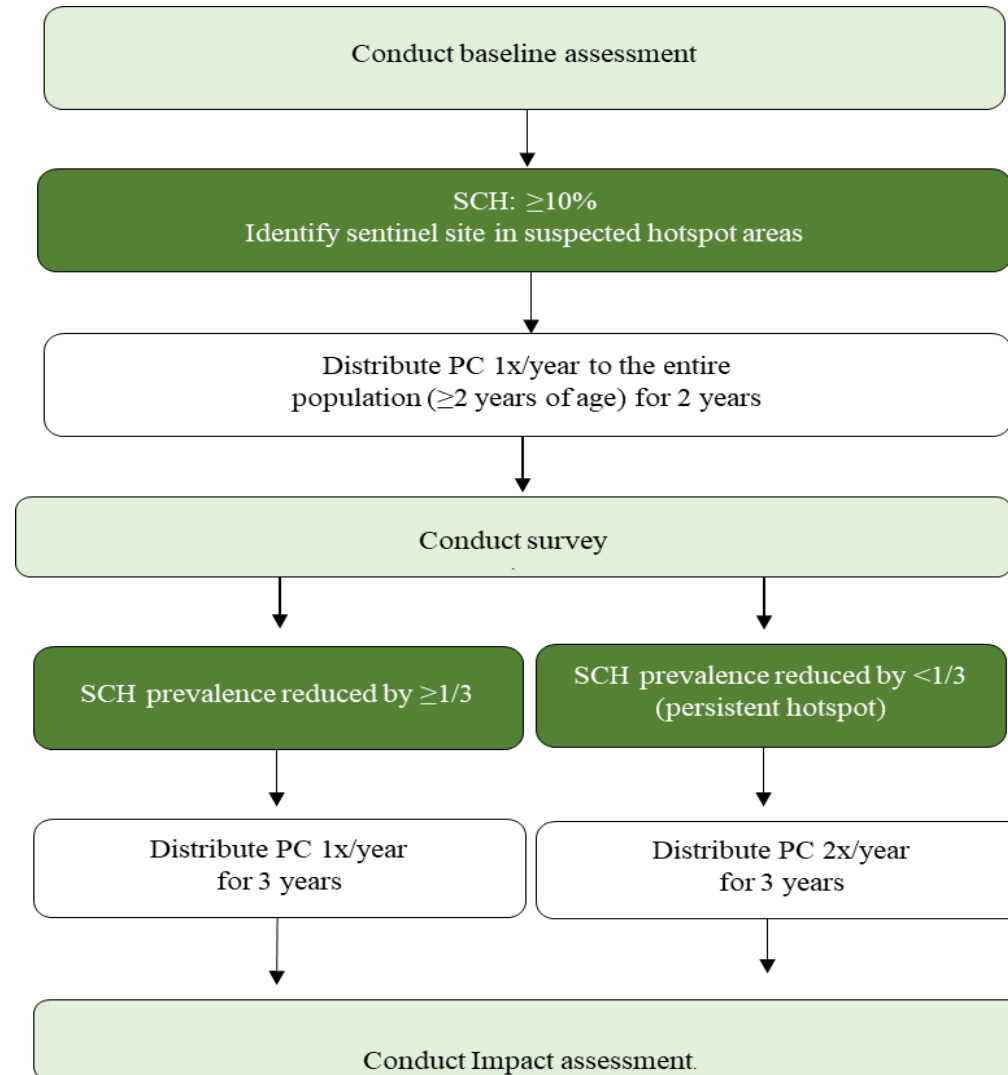 Conduct baseline assessment
SCH: ≥10%
Identify sentinel site in suspected hotspot areas
Distribute PC 1x/year to the entire
population (≥2 years of age) for 2 years
Conduct survey
.
SCH prevalence reduced by ≥1/3
SCH prevalence reduced by <1/3
(persistent hotspot)
Distribute PC 1x/year
for 3 years
Distribute PC 2x/year
for 3 years
Conduct Impact assessment.